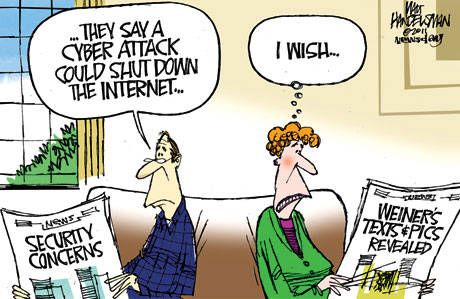 ...THEY SAY A
CYBER ATTACK
COULD SHUT DOWN
THE INTERNET...
I WISH...
WALT
HANDELSMAN
©2011
NEWSDAY
NEWS
SECURITY
CONCERNS
WEINER'S
TEXTS & PICS
REVEALED